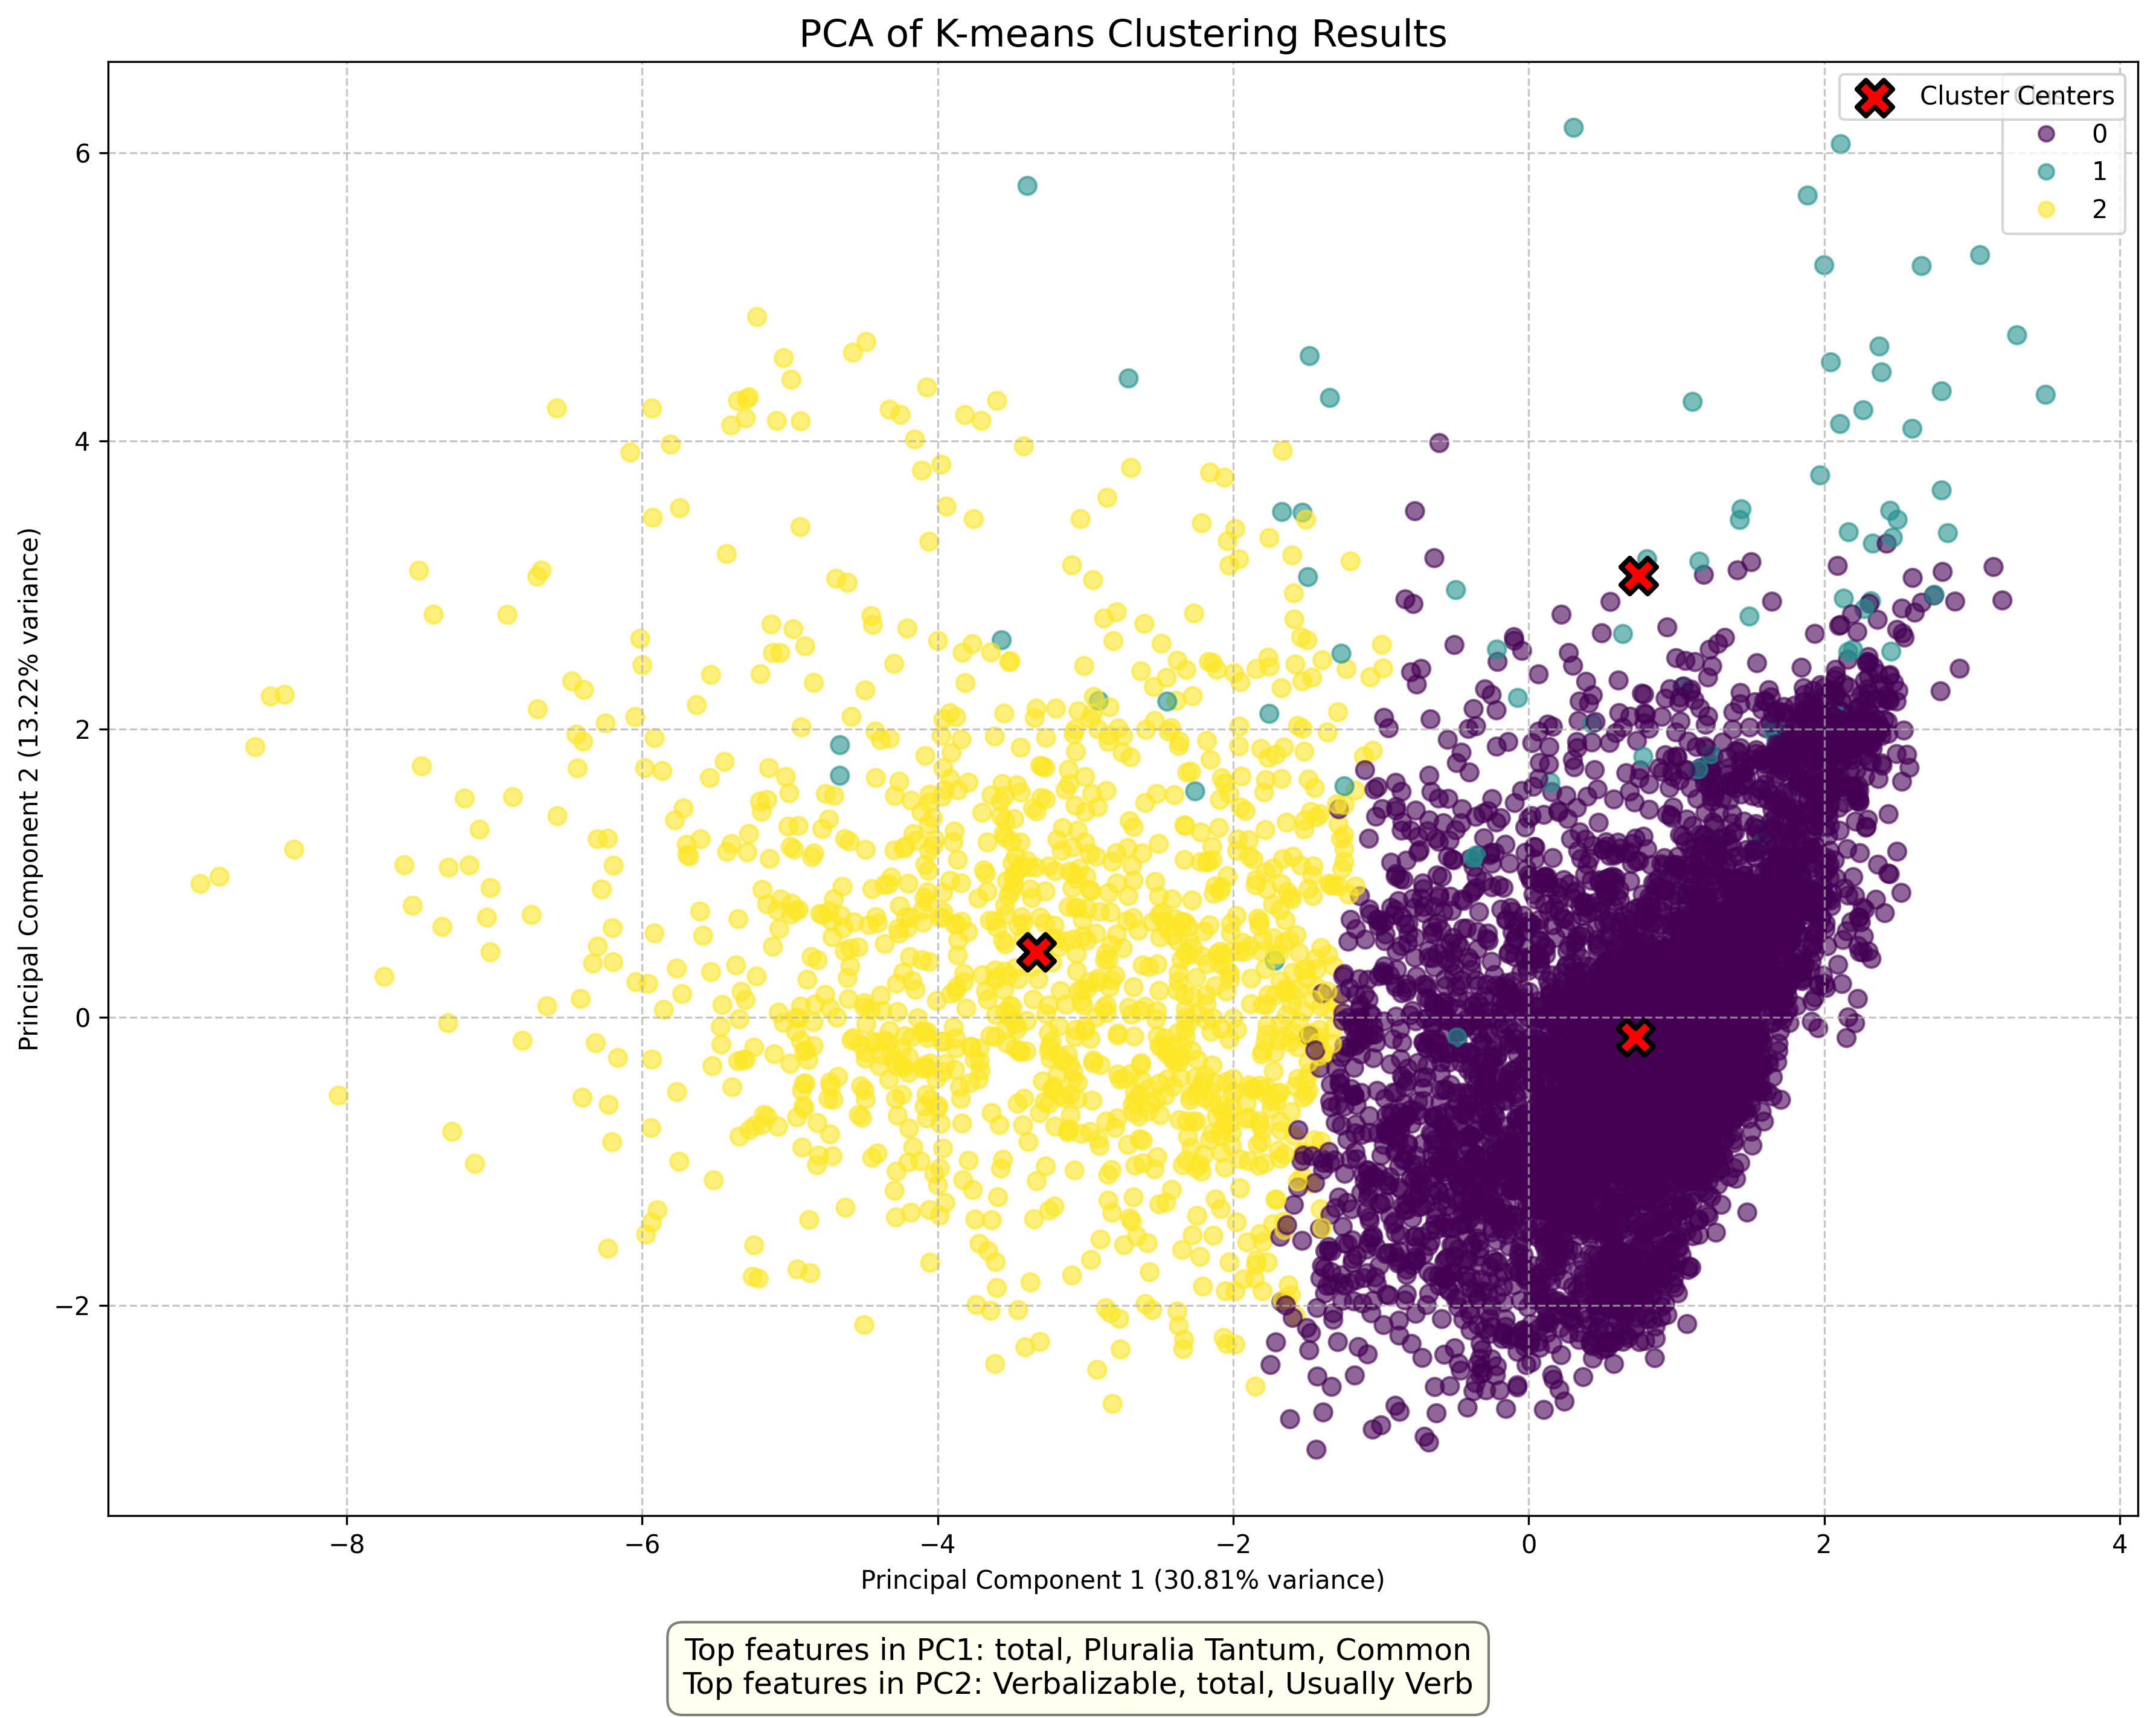 PCA of K-means Clustering Results
Cluster Centers
0
1
2
6
4
2
0
−2
Principal Component 2 (13.22% variance)
−8
−6
−4
−2
0
2
4
Principal Component 1 (30.81% variance)
Top features in PC1: total, Pluralia Tantum, Common
Top features in PC2: Verbalizable, total, Usually Verb